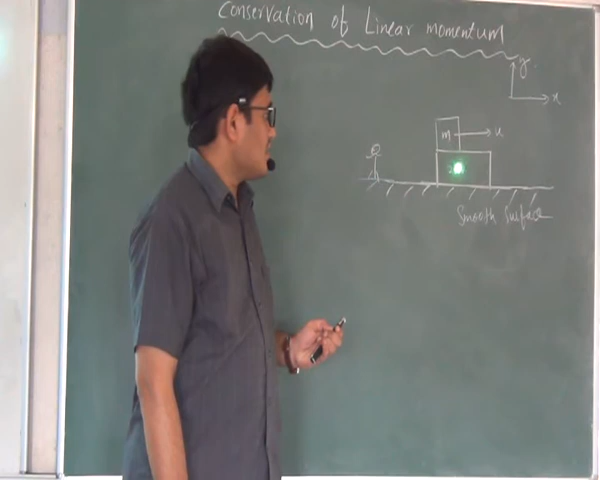 Conservation of Linear momentum
y
x
m u
Smooth Surface